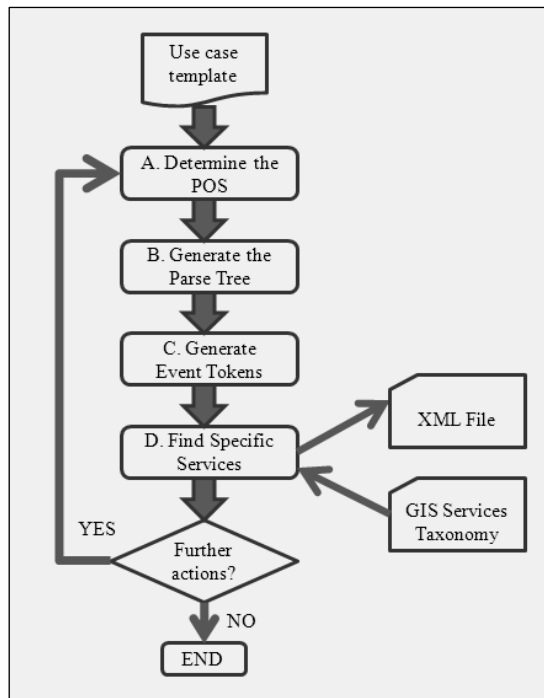 Use case
template
A. Determine the
POS
B. Generate the
Parse Tree
C. Generate
Event Tokens
D. Find Specific
Services
XML File
GIS Services
Taxonomy
YES
Further
actions?
NO
END